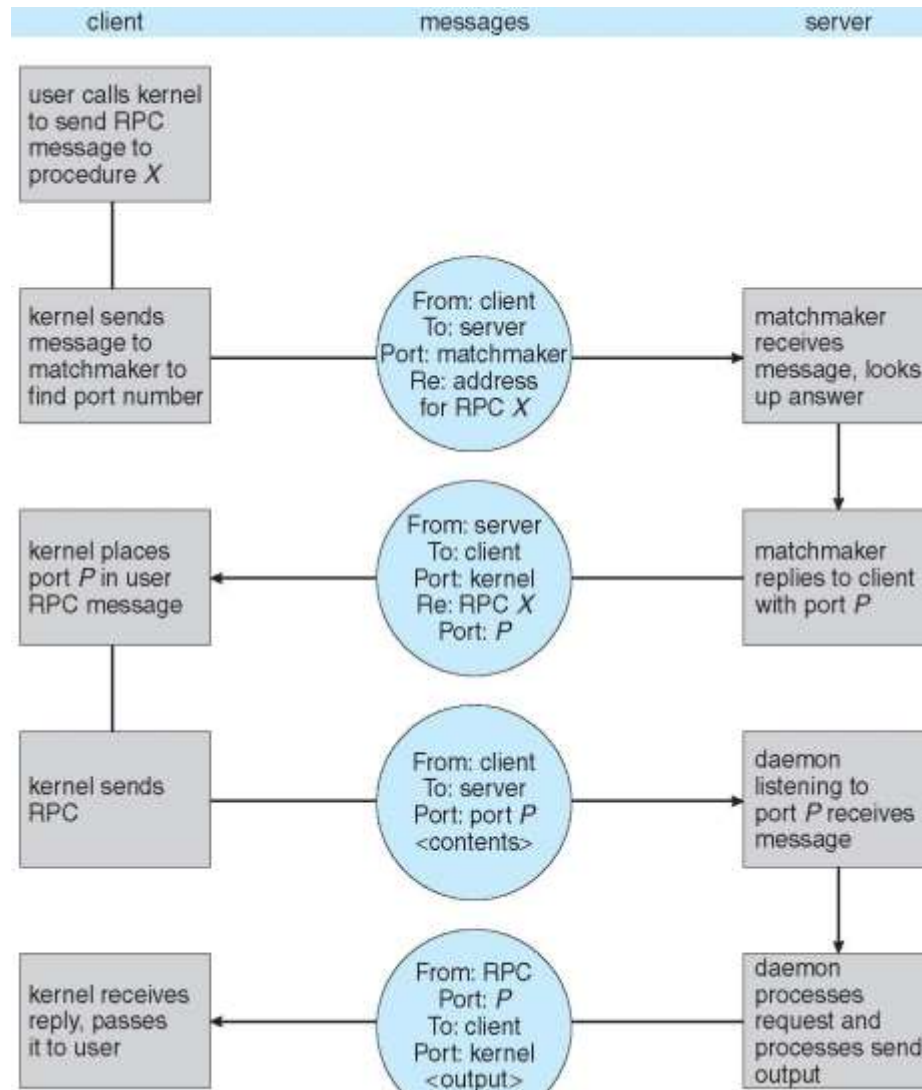 client messages server
user calls kernel
to send RPC
message to
procedure X
kernel sends
message to
matchmaker to
find port number
From: client
To: server
Port: matchmaker
Re: address
for RPC X
matchmaker
receives
message, looks
up answer
kernel places
port P in user
RPC message
From: server
To: client
Port: kernel
Re: RPC X
Port: P
matchmaker
replies to client
with port P
kernel sends
RPC
From: client
To: server
Port: port P
<contents>
daemon
listening to
port P receives
message
kernel receives
reply, passes
it to user
From: RPC
Port: P
To: client
Port: kernel
<output>
daemon
processes
request and
processes send
output